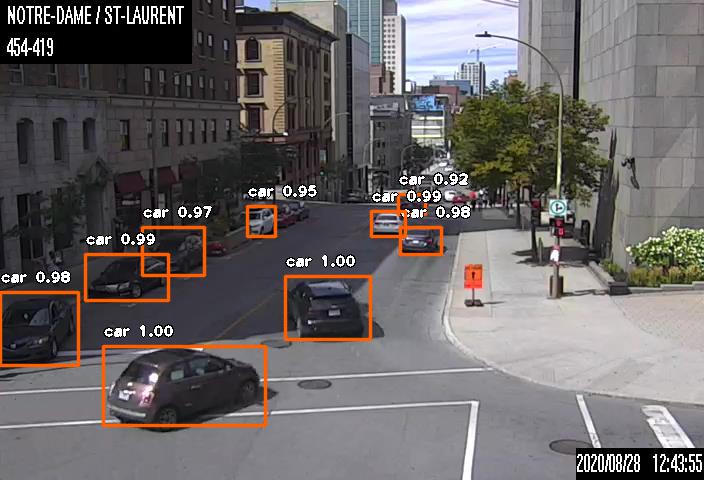 NOTRE-DAME / ST-LAURENT
454-419
car 0.92
car 0.95
car 0.99
car 0.97
car 0.98
car 0.99
car 1.00
car 0.98
car 1.00
2020/08/28 12:43:55